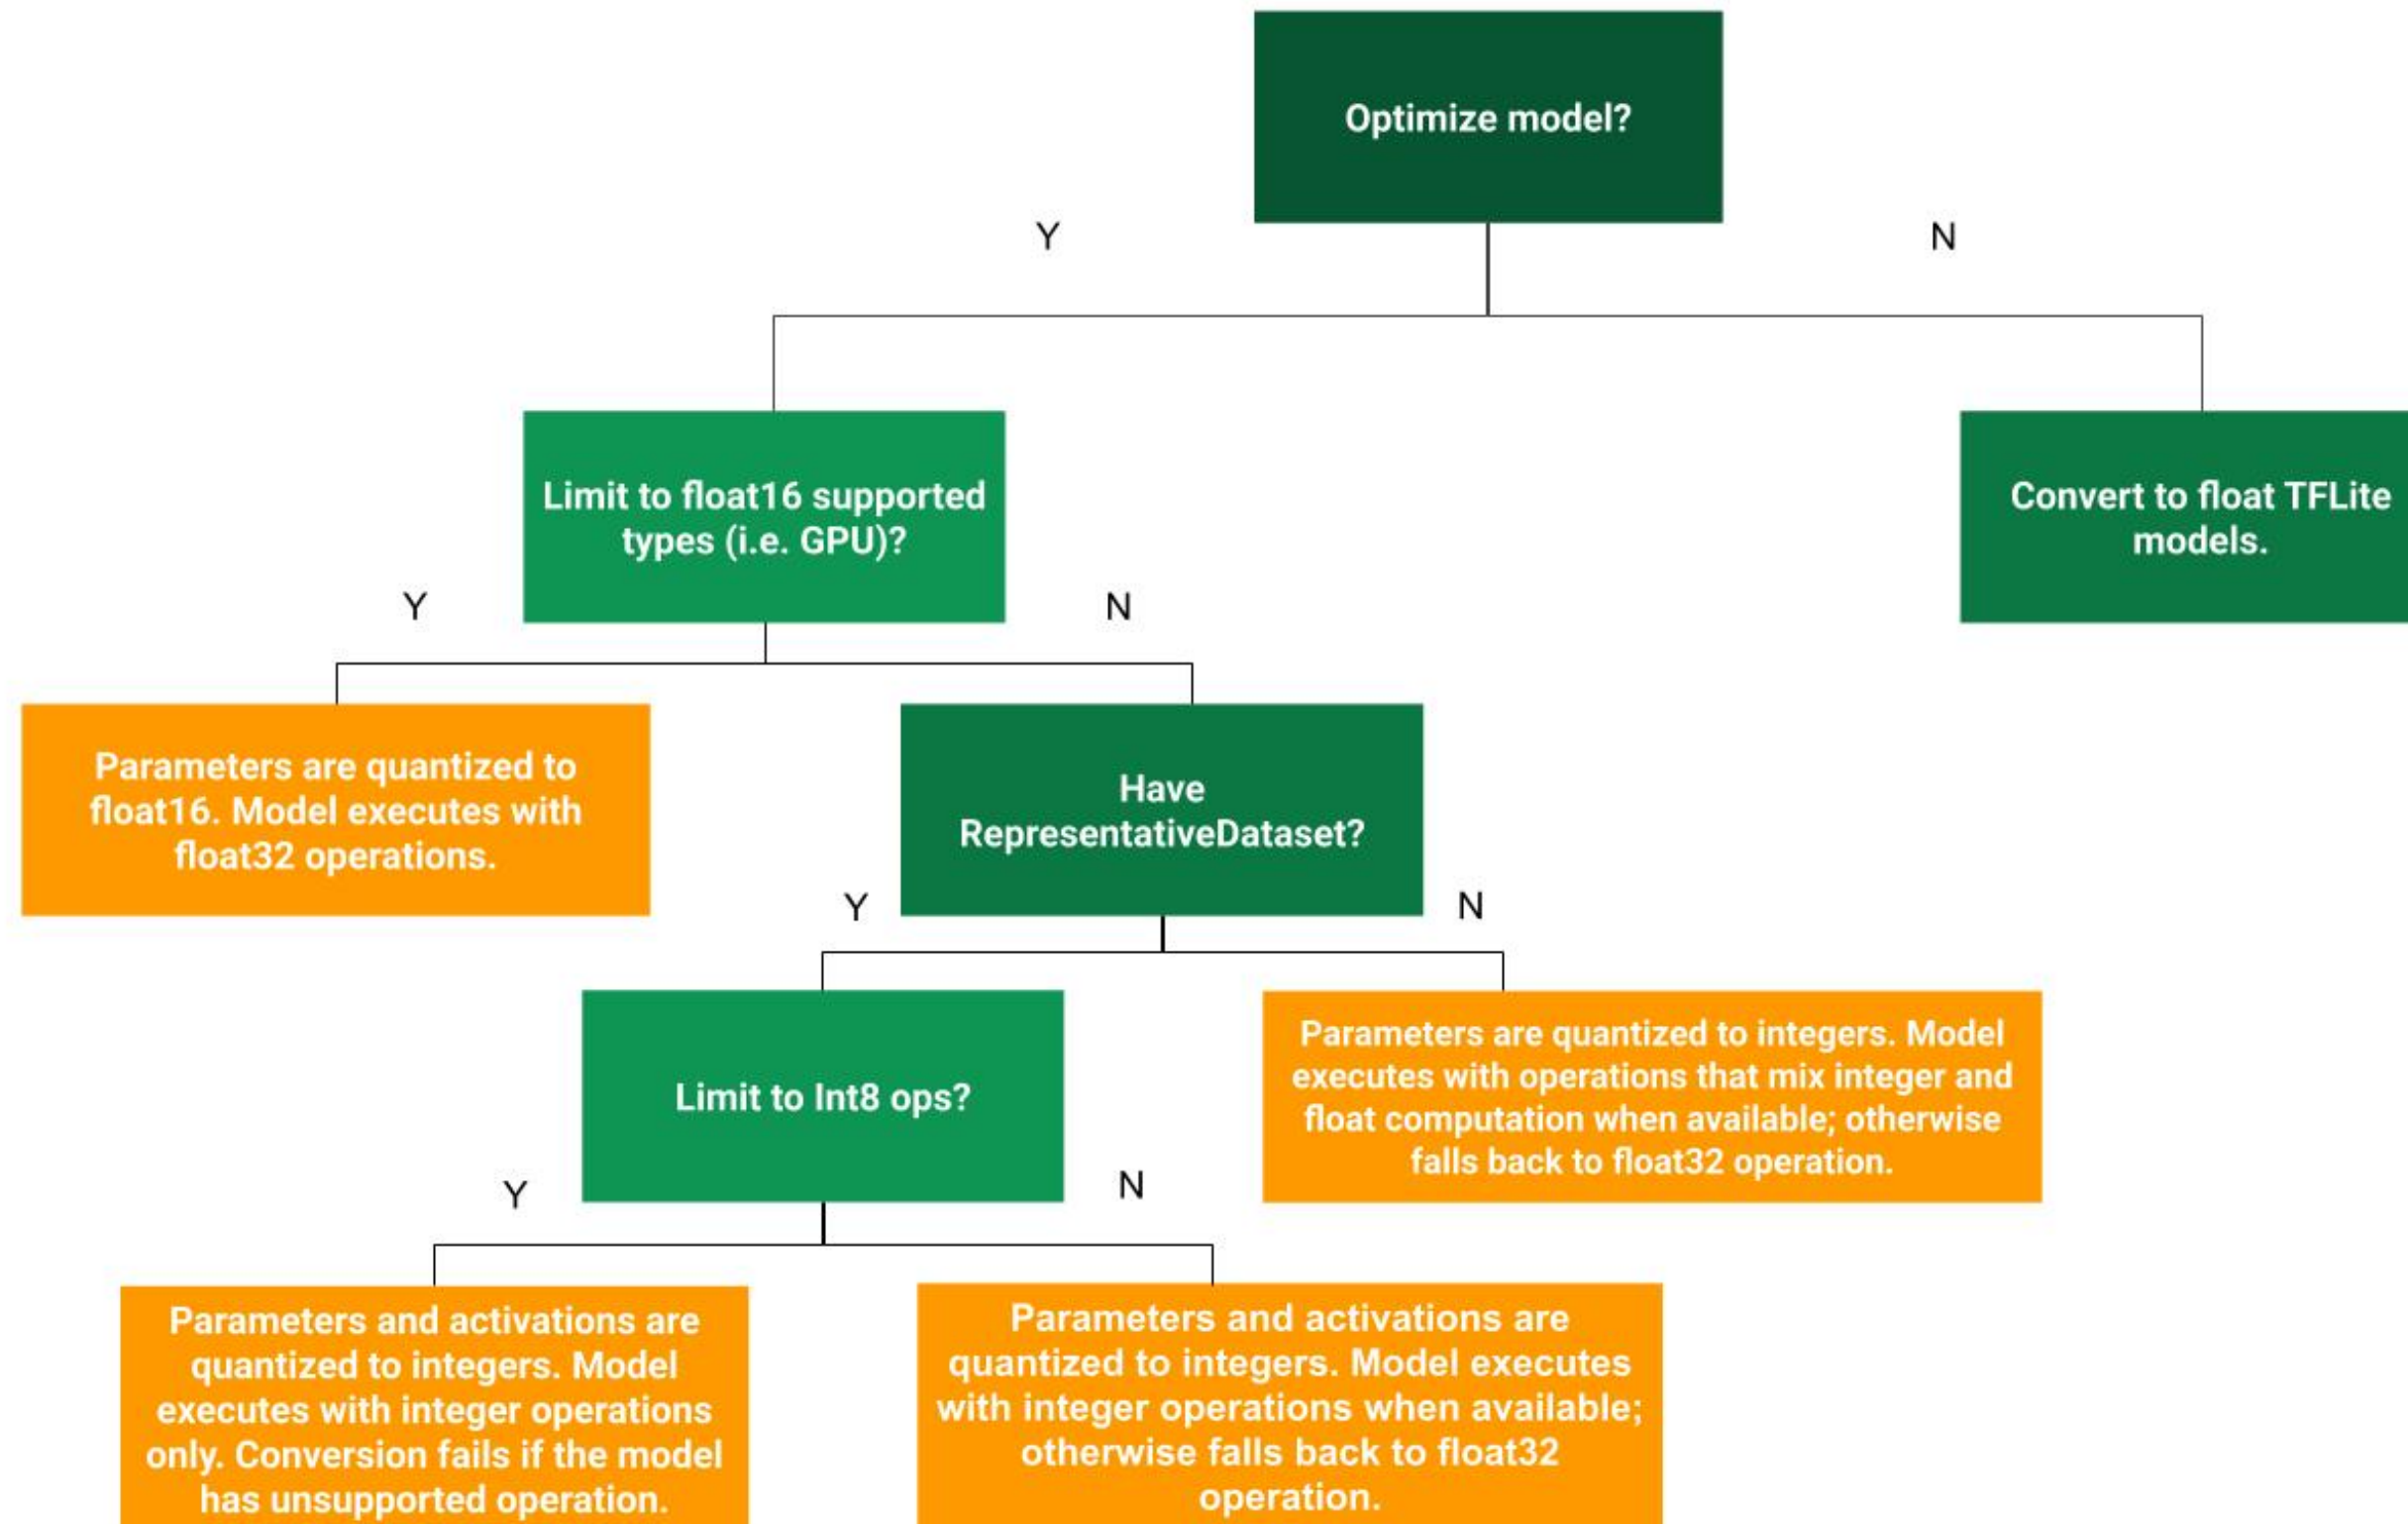 Optimize model?
Y
N
Limit to float16 supported
types (i.e. GPU)?
Convert to float TFLite
models.
Y
N
Parameters are quantized to
float16. Model executes with
float32 operations.
Have
RepresentativeDataset?
Y
N
Limit to Int8 ops?
Parameters are quantized to integers. Model
executes with operations that mix integer and
float computation when available; otherwise
falls back to float32 operation.
Y
N
Parameters and activations are
quantized to integers. Model
executes with integer operations
only. Conversion fails if the model
has unsupported operation.
Parameters and activations are
quantized to integers. Model executes
with integer operations when available;
otherwise falls back to float32
operation.